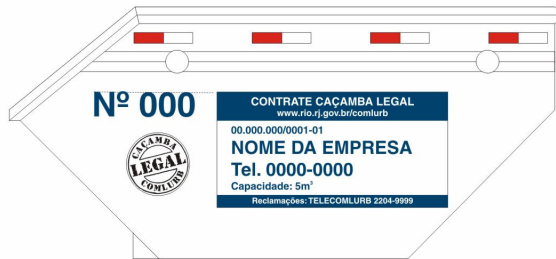 Nº 000
CAÇAMBA
LEGAL
COMLURB
CONTRATE CAÇAMBA LEGAL
www.rio.rj.gov.br/comlurb
00.000.000/0001-01
NOME DA EMPRESA
Tel. 0000-0000
Capacidade: 5m³
Reclamações: TELECOMLURB 2204-9999